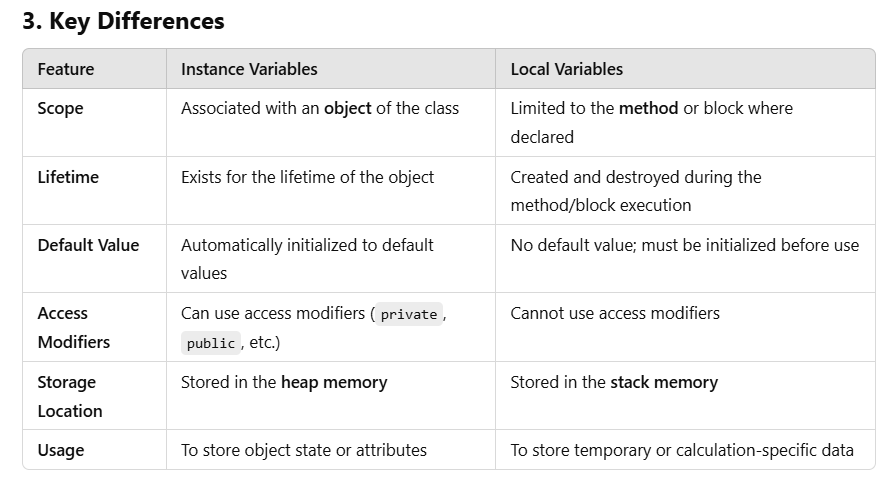 3. Key Differences
Feature Instance Variables Local Variables
Scope Associated with an object of the class Limited to the method or block where
declared
Lifetime Exists for the lifetime of the object Created and destroyed during the
method/block execution
Default Value Automatically initialized to default No default value; must be initialized before use
values
Access Can use access modifiers ( private , Cannot use access modifiers
Modifiers public , etc.)
Storage Stored in the heap memory Stored in the stack memory
Location
Usage To store object state or attributes To store temporary or calculation-specific data